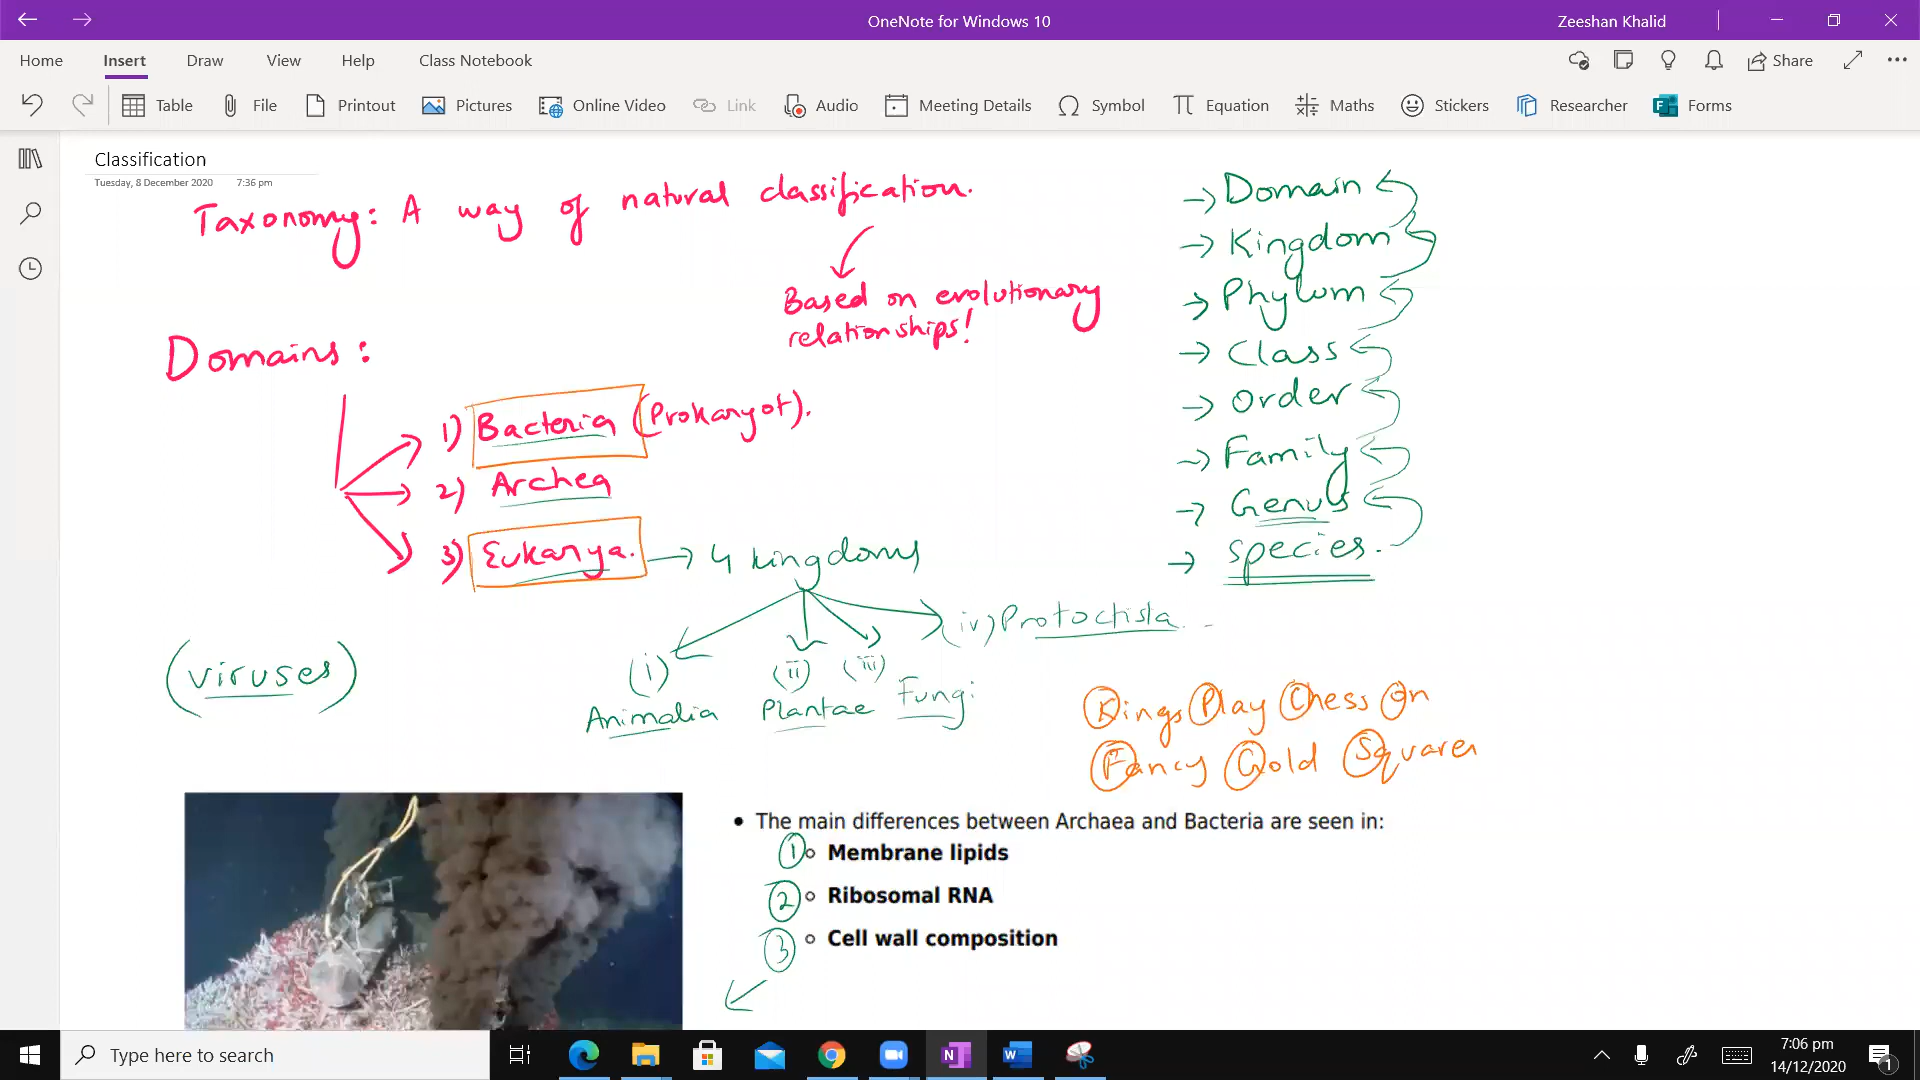 OneNote for Windows 10
Zeeshan Khalid
Home Insert Draw View Help Class Notebook
Share
Table File Printout Pictures Online Video Link Audio Meeting Details Symbol Equation Maths Stickers Researcher Forms
Classification
Tuesday, 8 December 2020 7:36 pm
Taxonomy: A way of natural classification.
Based on evolutionary
relationships!
Domains:
1) Bacteria (Prokaryot).
2) Archea
3) Eukarya. → 4 kingdoms
(i) Animalia
(ii) Plantae
(iii) Fungi
(iv) Protoctista
(viruses)
→ Domain
→ Kingdom
→ Phylum
→ Class
→ Order
→ Family
→ Genus
→ Species.
Kings Play Chess On
Fancy Gold Squares
• The main differences between Archaea and Bacteria are seen in:
1 ○ Membrane lipids
2 ○ Ribosomal RNA
3 ○ Cell wall composition
Type here to search
7:06 pm
14/12/2020
1